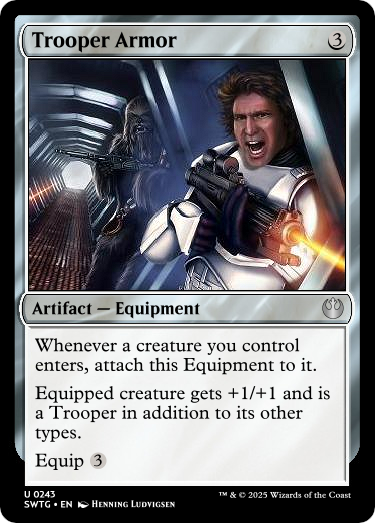 Trooper Armor 3
Artifact — Equipment
Whenever a creature you control
enters, attach this Equipment to it.
Equipped creature gets +1/+1 and is
a Trooper in addition to its other
types.
Equip 3
U 0243
SWTG • EN Henning Ludvigsen
™ & © 2025 Wizards of the Coast